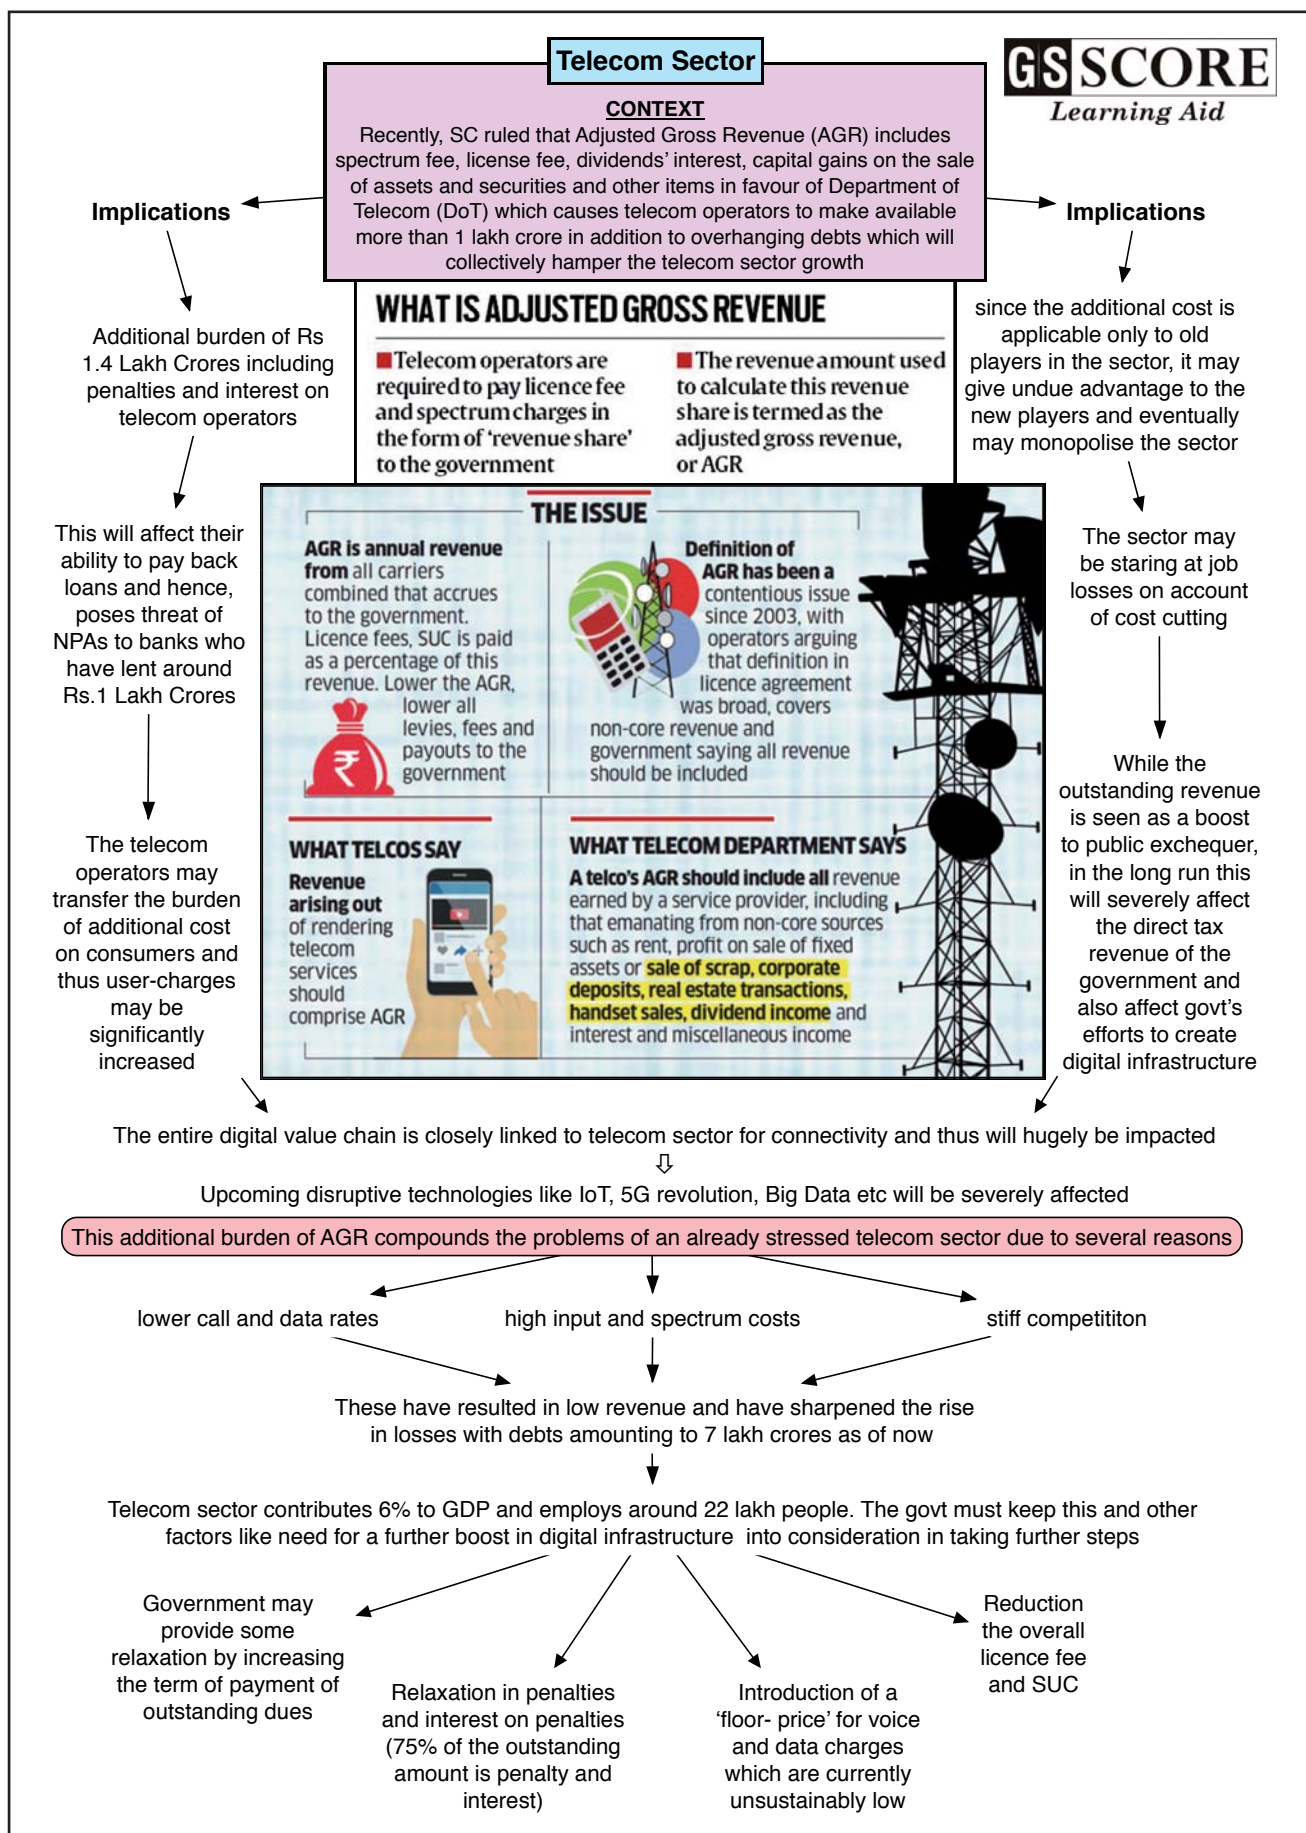 Telecom Sector
GS SCORE
Learning Aid
CONTEXT
Recently, SC ruled that Adjusted Gross Revenue (AGR) includes
spectrum fee, license fee, dividends' interest, capital gains on the sale
of assets and securities and other items in favour of Department of
Telecom (DoT) which causes telecom operators to make available
more than 1 lakh crore in addition to overhanging debts which will
collectively hamper the telecom sector growth
Implications
Additional burden of Rs
1.4 Lakh Crores including
penalties and interest on
telecom operators
This will affect their
ability to pay back
loans and hence,
poses threat of
NPAs to banks who
have lent around
Rs.1 Lakh Crores
The telecom
operators may
transfer the burden
of additional cost
on consumers and
thus user-charges
may be
significantly
increased
WHAT IS ADJUSTED GROSS REVENUE
Telecom operators are
required to pay licence fee
and spectrum charges in
the form of 'revenue share'
to the government
The revenue amount used
to calculate this revenue
share is termed as the
adjusted gross revenue,
or AGR
THE ISSUE
AGR is annual revenue
from all carriers
combined that accrues
to the government.
Licence fees, SUC is paid
as a percentage of this
revenue. Lower the AGR,
lower all
levies, fees and
payouts to the
government
₹
Definition of
AGR has been a
contentious issue
since 2003, with
operators arguing
that definition in
licence agreement
was broad, covers
non-core revenue and
government saying all revenue
should be included
WHAT TELCOS SAY
Revenue
arising out
of rendering
telecom
services
should
comprise AGR
WHAT TELECOM DEPARTMENT SAYS
A telco's AGR should include all revenue
earned by a service provider, including
that emanating from non-core sources
such as rent, profit on sale of fixed
assets or sale of scrap, corporate
deposits, real estate transactions,
handset sales, dividend income and
interest and miscellaneous income
Implications
since the additional cost is
applicable only to old
players in the sector, it may
give undue advantage to the
new players and eventually
may monopolise the sector
The sector may
be staring at job
losses on account
of cost cutting
While the
outstanding revenue
is seen as a boost
to public exchequer,
in the long run this
will severely affect
the direct tax
revenue of the
government and
also affect govt's
efforts to create
digital infrastructure
The entire digital value chain is closely linked to telecom sector for connectivity and thus will hugely be impacted
Upcoming disruptive technologies like IoT, 5G revolution, Big Data etc will be severely affected
This additional burden of AGR compounds the problems of an already stressed telecom sector due to several reasons
lower call and data rates
high input and spectrum costs
stiff competititon
These have resulted in low revenue and have sharpened the rise
in losses with debts amounting to 7 lakh crores as of now
Telecom sector contributes 6% to GDP and employs around 22 lakh people. The govt must keep this and other
factors like need for a further boost in digital infrastructure into consideration in taking further steps
Government may
provide some
relaxation by increasing
the term of payment of
outstanding dues
Relaxation in penalties
and interest on penalties
(75% of the outstanding
amount is penalty and
interest)
Introduction of a
'floor- price' for voice
and data charges
which are currently
unsustainably low
Reduction
the overall
licence fee
and SUC